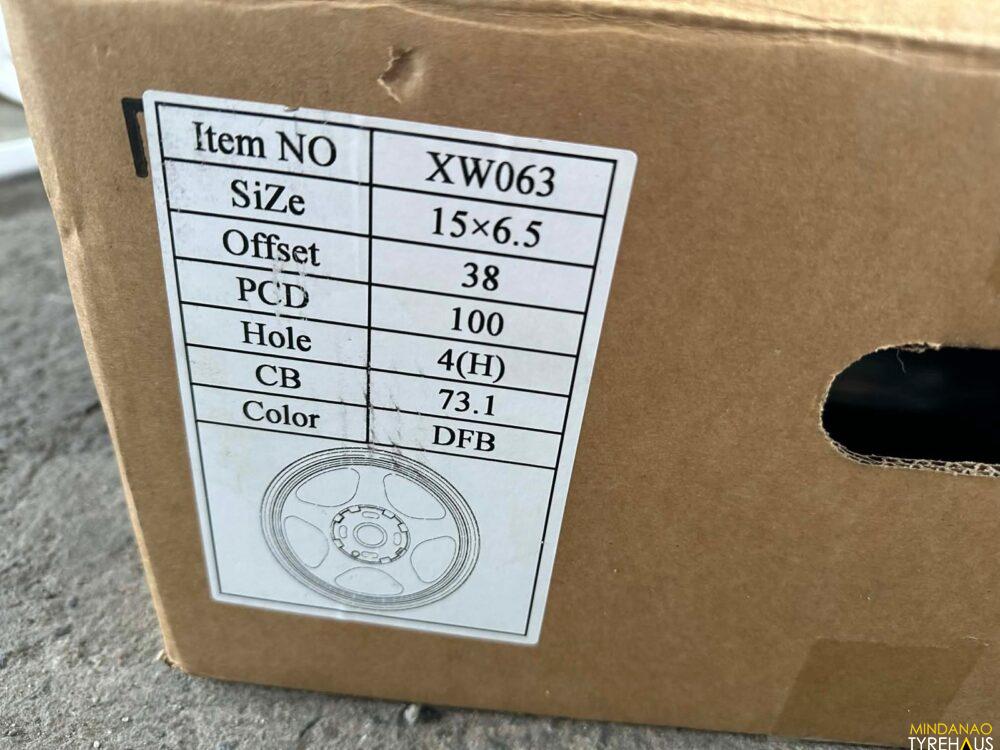 Item NO XW063
SiZe 15×6.5
Offset 38
PCD 100
Hole 4(H)
CB 73.1
Color DFB
MINDANAO
TYREHAUS